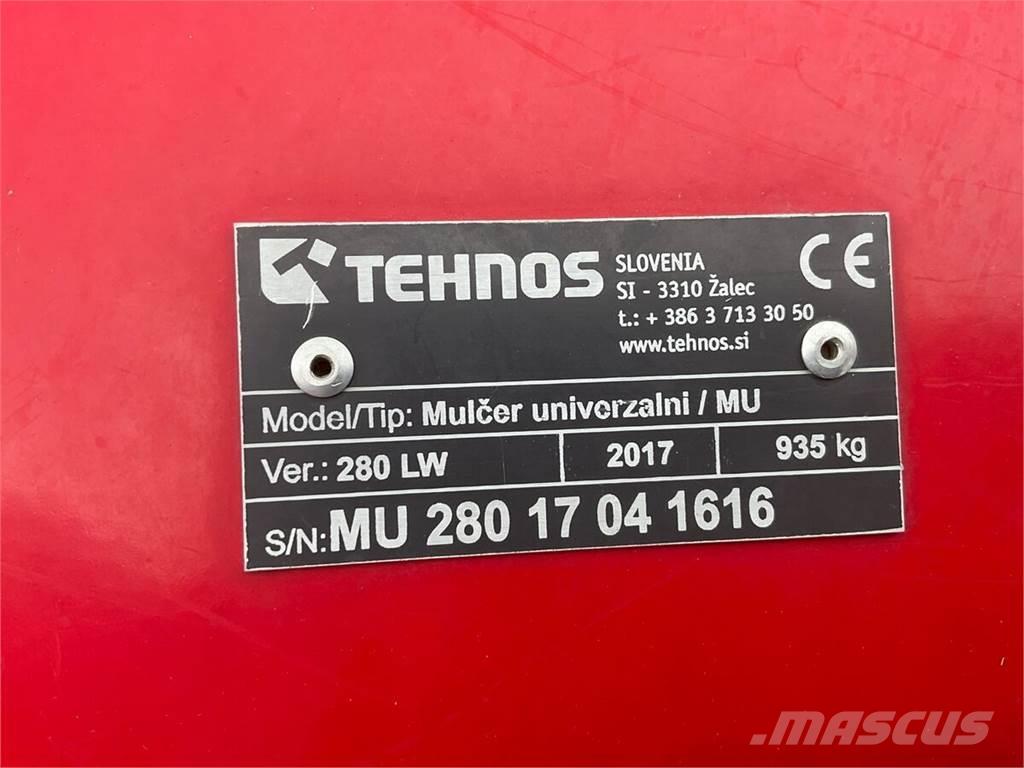 TEHNOS
SLOVENIA
SI - 3310 Žalec
t.: + 386 3 713 30 50
www.tehnos.si
CE
Model/Tip: Mulčer univerzalni / MU
Ver.: 280 LW 2017 935 kg
S/N: MU 280 17 04 1616
MASCUS